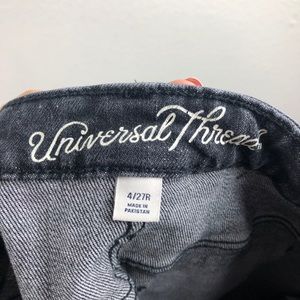 Universal Thread
4/27R
MADE IN
PAKISTAN